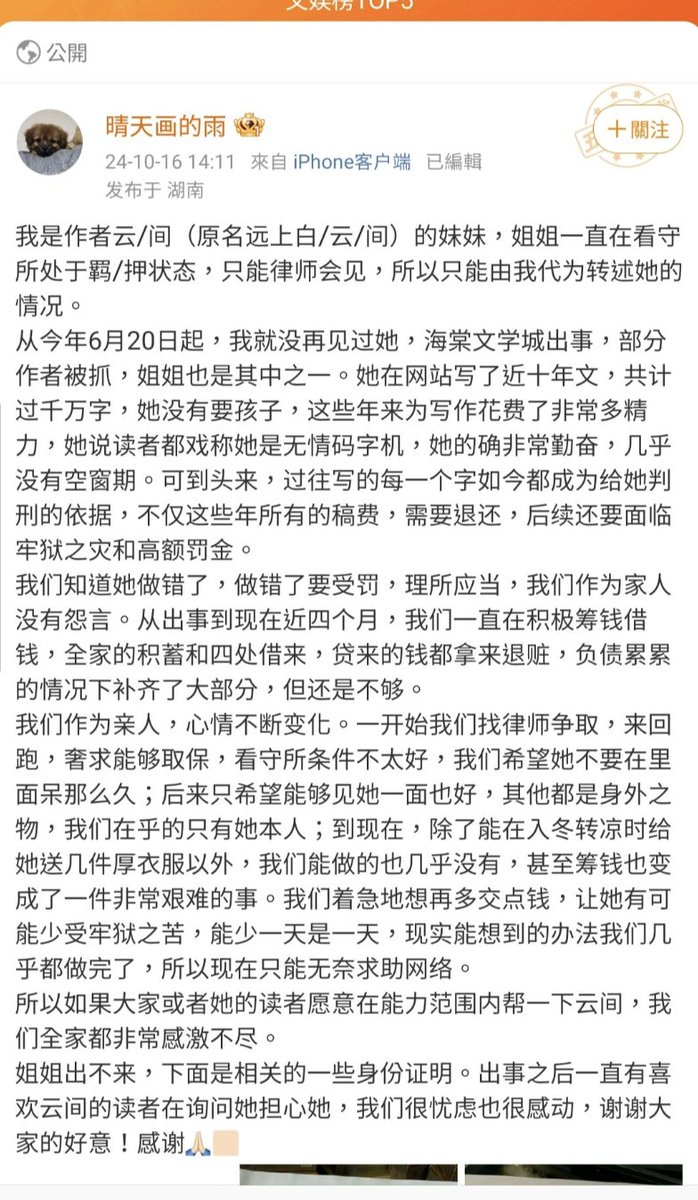 文娱榜TOP5
公開
晴天画的雨
24-10-16 14:11 來自 iPhone客户端 已編輯
发布于 湖南
＋關注
我是作者云/间（原名远上白/云/间）的妹妹，姐姐一直在看守
所处于羁/押状态，只能律师会见，所以只能由我代为转述她的
情况。
从今年6月20日起，我就没再见过她，海棠文学城出事，部分
作者被抓，姐姐也是其中之一。她在网站写了近十年文，共计
过千万字，她没有要孩子，这些年来为写作花费了非常多精
力，她说读者都戏称她是无情码字机，她的确非常勤奋，几乎
没有空窗期。可到头来，过往写的每一个字如今都成为给她判
刑的依据，不仅这些年所有的稿费，需要退还，后续还要面临
牢狱之灾和高额罚金。
我们知道她做错了，做错了要受罚，理所应当，我们作为家人
没有怨言。从出事到现在近四个月，我们一直在积极筹钱借
钱，全家的积蓄和四处借来，贷来的钱都拿来退赃，负债累累
的情况下补齐了大部分，但还是不够。
我们作为亲人，心情不断变化。一开始我们找律师争取，来回
跑，奢求能够取保，看守所条件不太好，我们希望她不要在里
面呆那么久；后来只希望能够见她一面也好，其他都是身外之
物，我们在乎的只有她本人；到现在，除了能在入冬转凉时给
她送几件厚衣服以外，我们能做的也几乎没有，甚至筹钱也变
成了一件非常艰难的事。我们着急地想再多交点钱，让她有可
能少受牢狱之苦，能少一天是一天，现实能想到的办法我们几
乎都做完了，所以现在只能无奈求助网络。
所以如果大家或者她的读者愿意在能力范围内帮一下云间，我
们全家都非常感激不尽。
姐姐出不来，下面是相关的一些身份证明。出事之后一直有喜
欢云间的读者在询问她担心她，我们很忧虑也很感动，谢谢大
家的好意！感谢🙏🏻